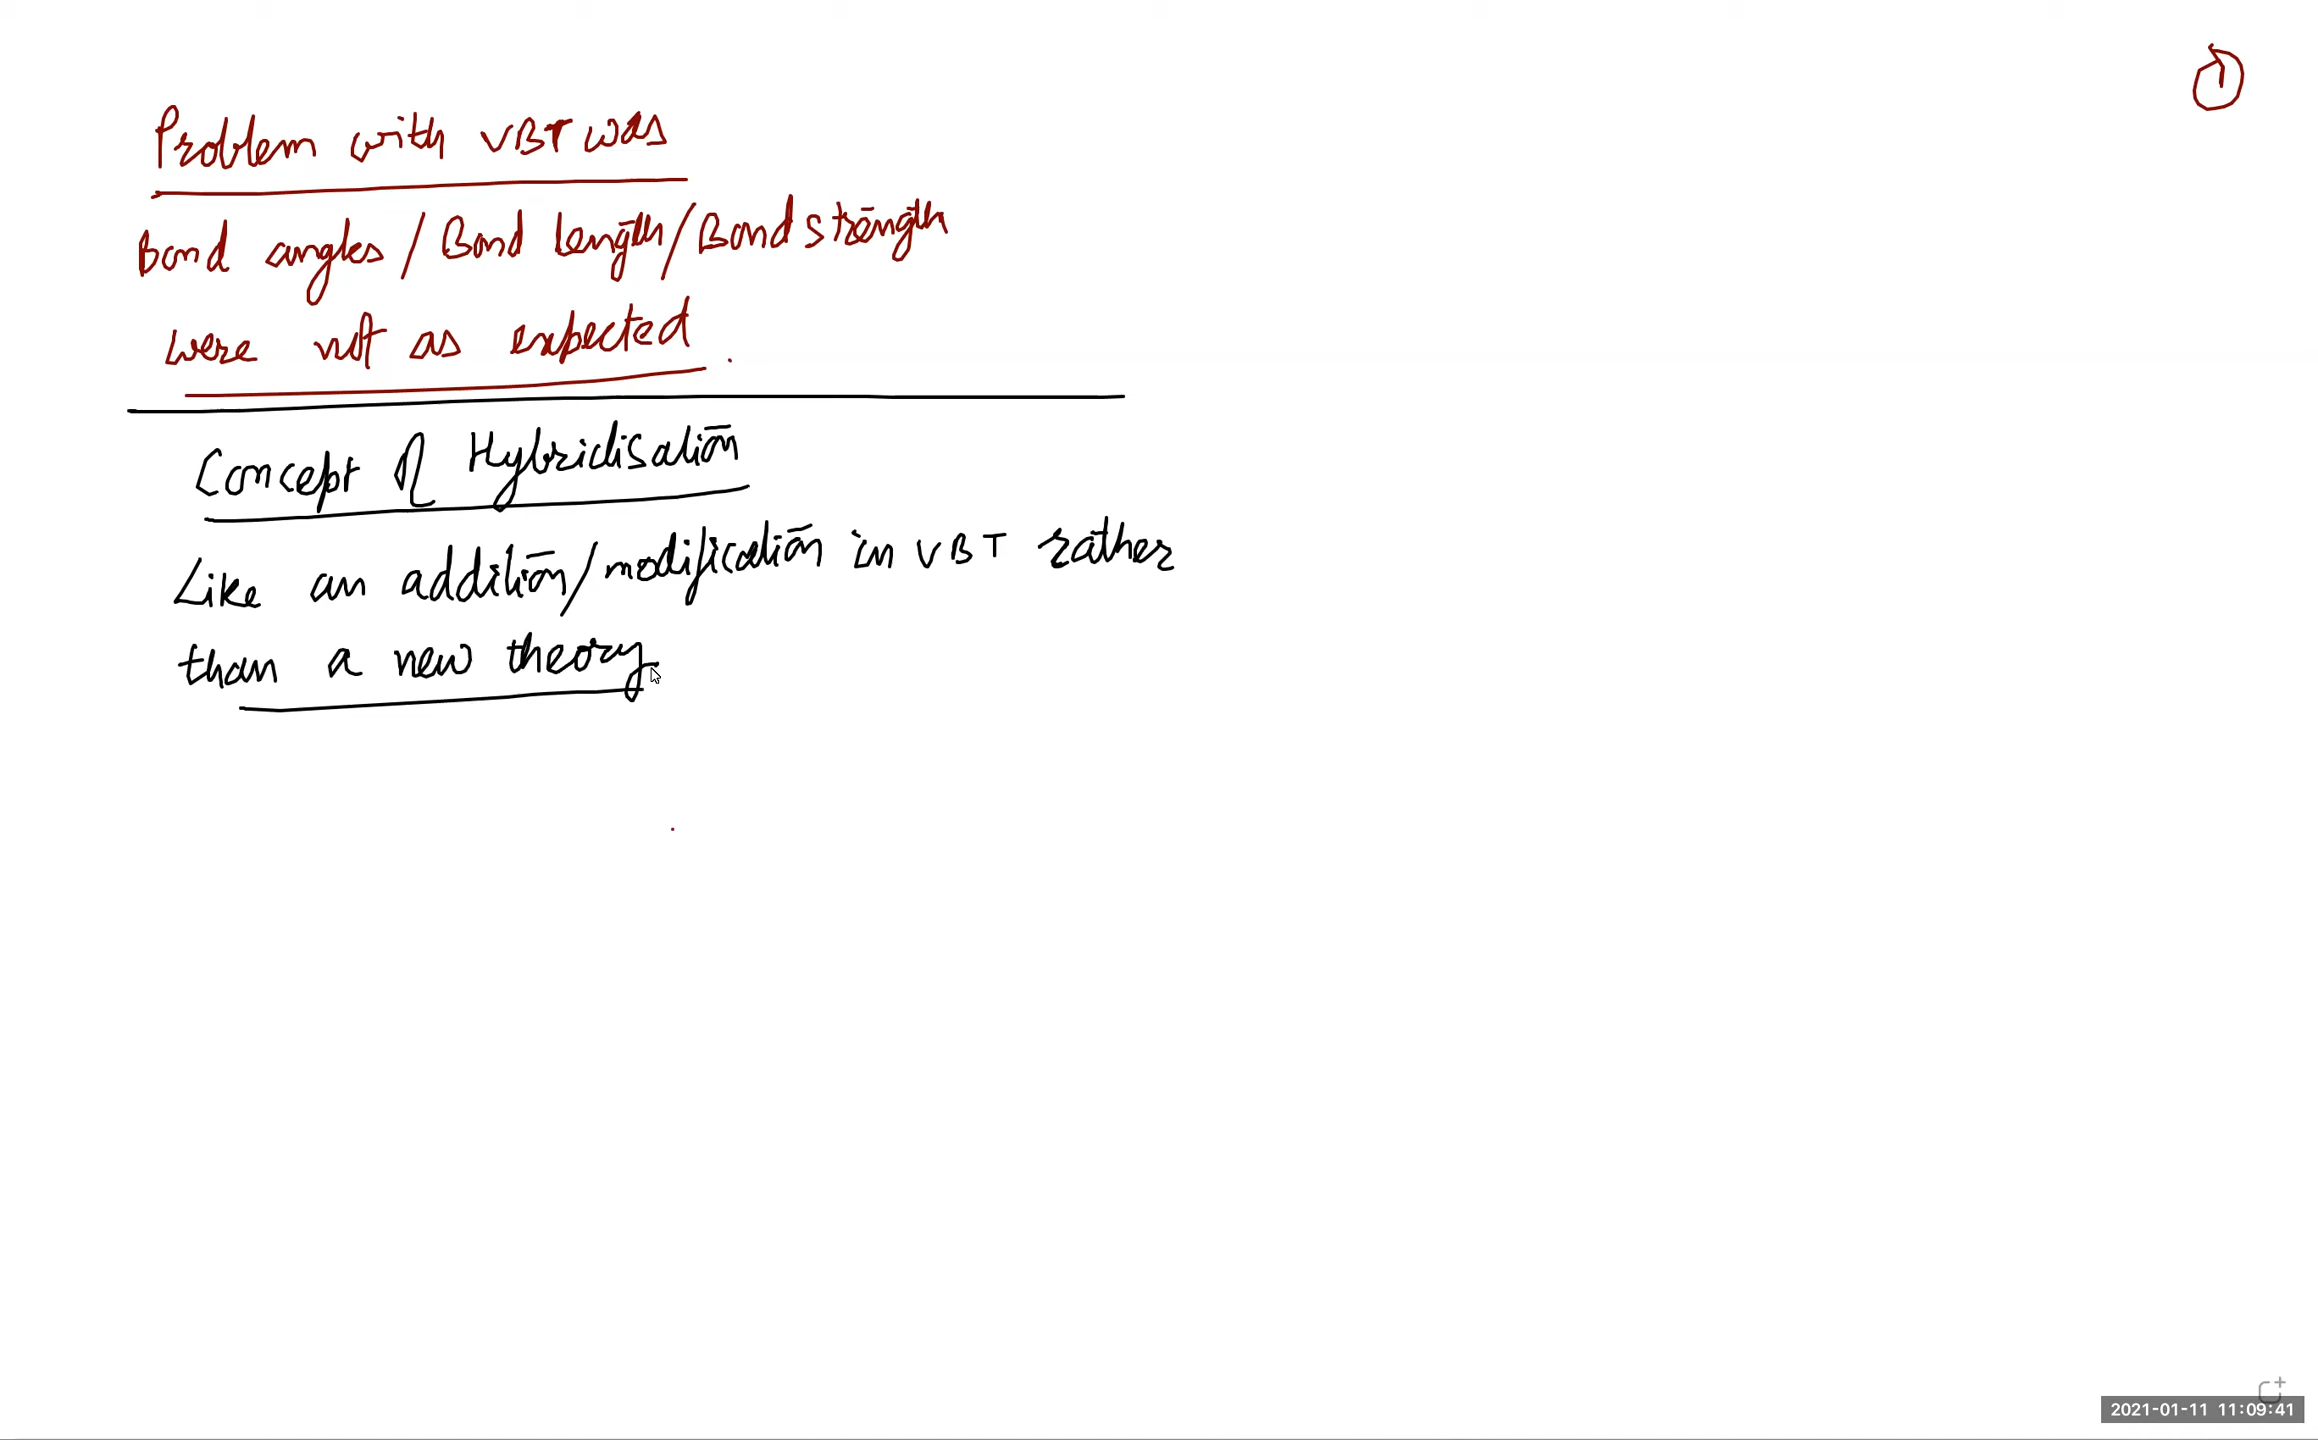 1
Problem with VBT was
Bond angles/Bond length/Bond strength
were not as expected.
Concept of Hybridisation
Like an addition/modification in VBT rather
than a new theory
2021-01-11 11:09:41